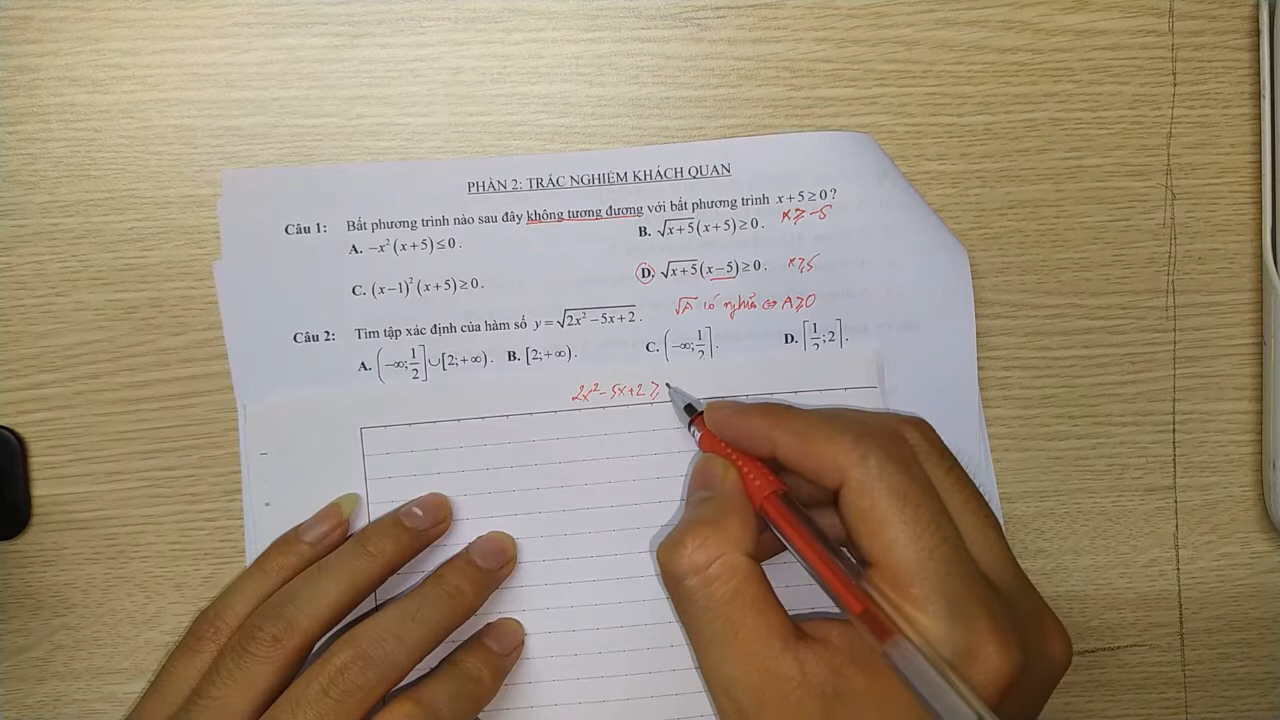 PHẦN 2: TRẮC NGHIỆM KHÁCH QUAN
Câu 1: Bất phương trình nào sau đây không tương đương với bất phương trình x+5≥0?
A. −x²(x+5)≤0. B. √(x+5)(x+5)≥0. x≥−5
C. (x−1)²(x+5)≥0. D. √(x+5)(x−5)≥0. x≥5
√A có nghĩa ⇔ A≥0
Câu 2: Tìm tập xác định của hàm số y=√(2x²−5x+2).
A. (−∞;1/2]∪[2;+∞). B. [2;+∞). C. (−∞;1/2]. D. [1/2;2].
2x²−5x+2≥